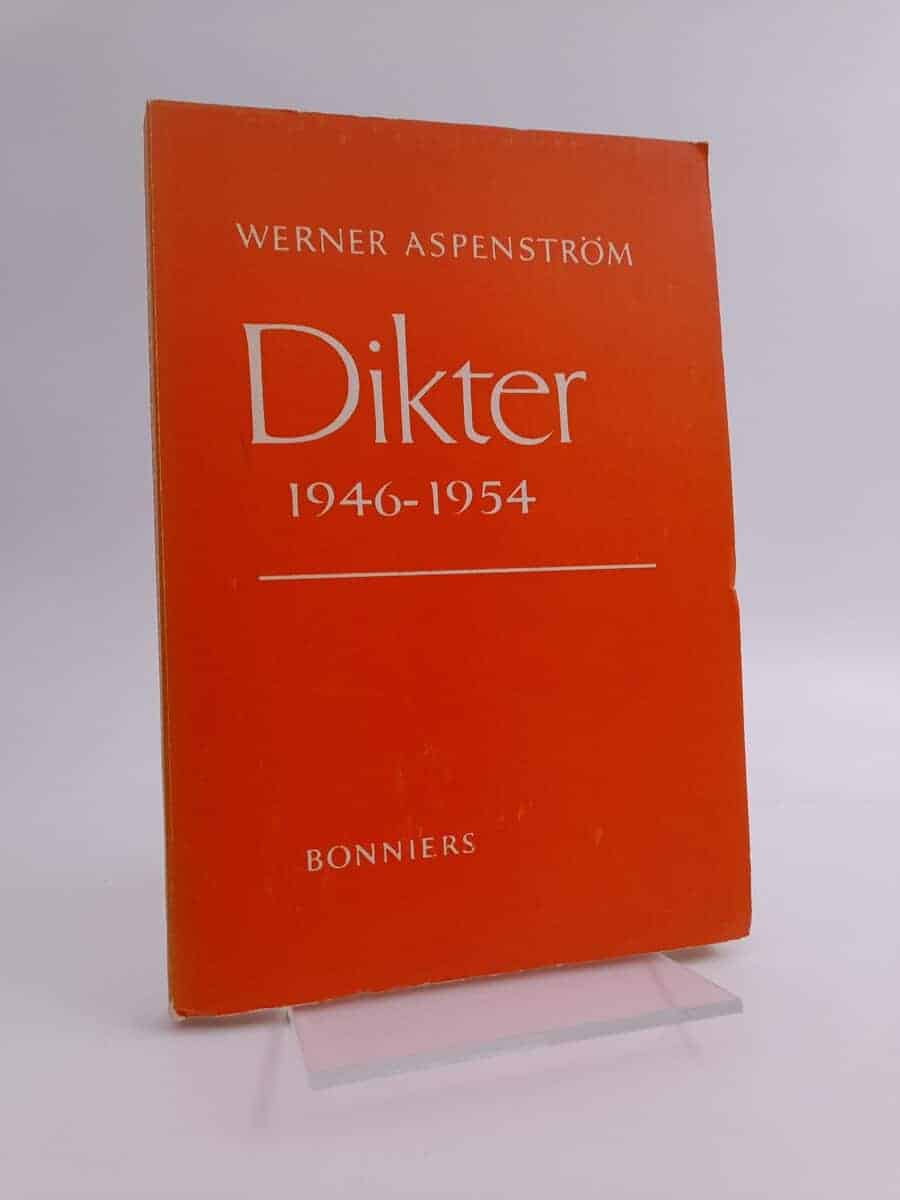 WERNER ASPENSTRÖM
Dikter
1946-1954
BONNIERS